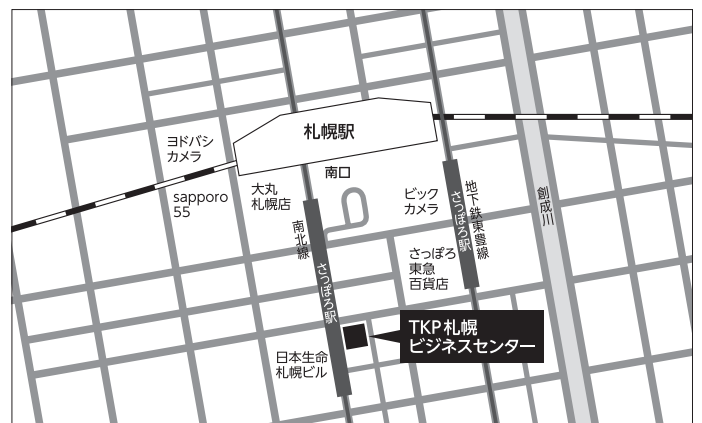 札幌駅
ヨドバシ
カメラ
南口
sapporo
55
大丸
札幌店
ビック
カメラ
地下鉄東豊線
さっぽろ駅
創成川
南北線
さっぽろ駅
さっぽろ
東急
百貨店
TKP札幌
ビジネスセンター
日本生命
札幌ビル